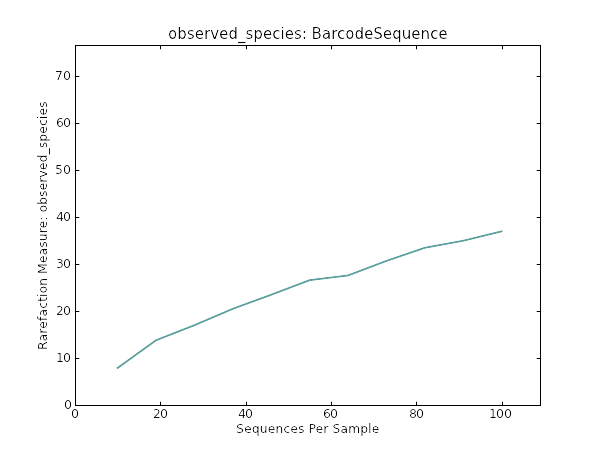 observed_species: BarcodeSequence
Rarefaction Measure: observed_species
70
60
50
40
30
20
10
0
0 20 40 60 80 100
Sequences Per Sample